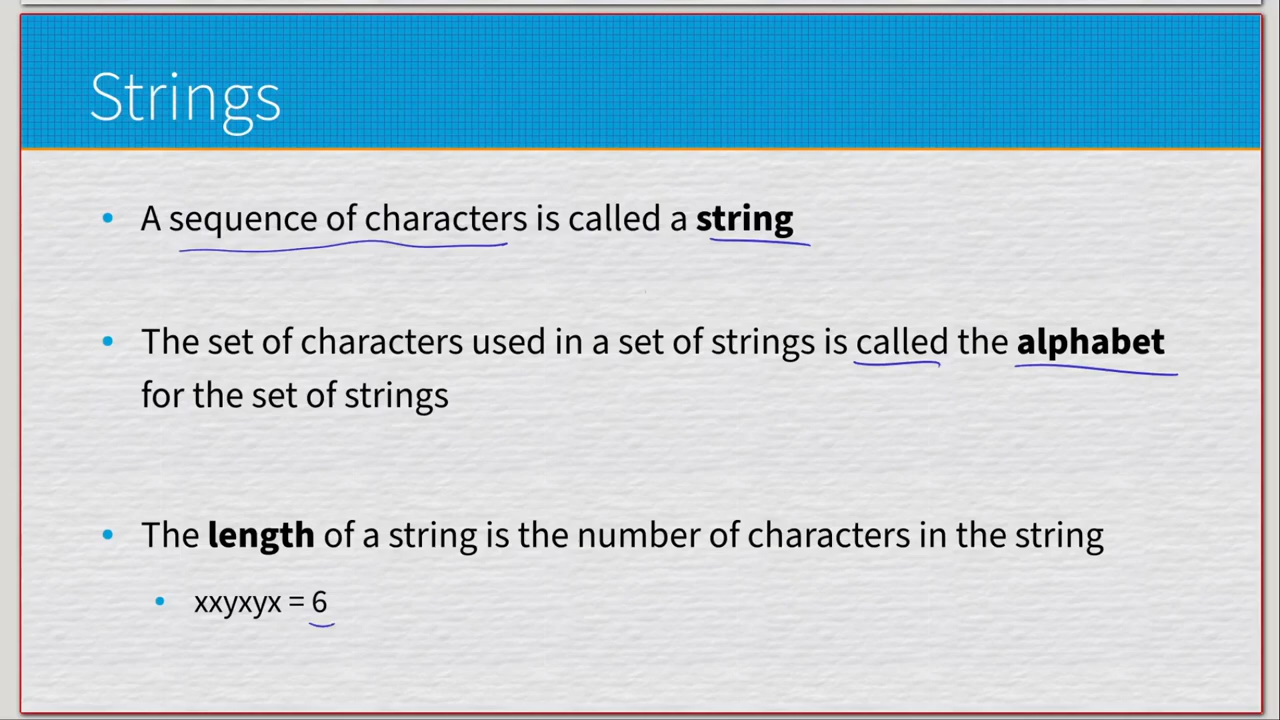 Strings
• A sequence of characters is called a string
• The set of characters used in a set of strings is called the alphabet
for the set of strings
• The length of a string is the number of characters in the string
• xxyxyx = 6